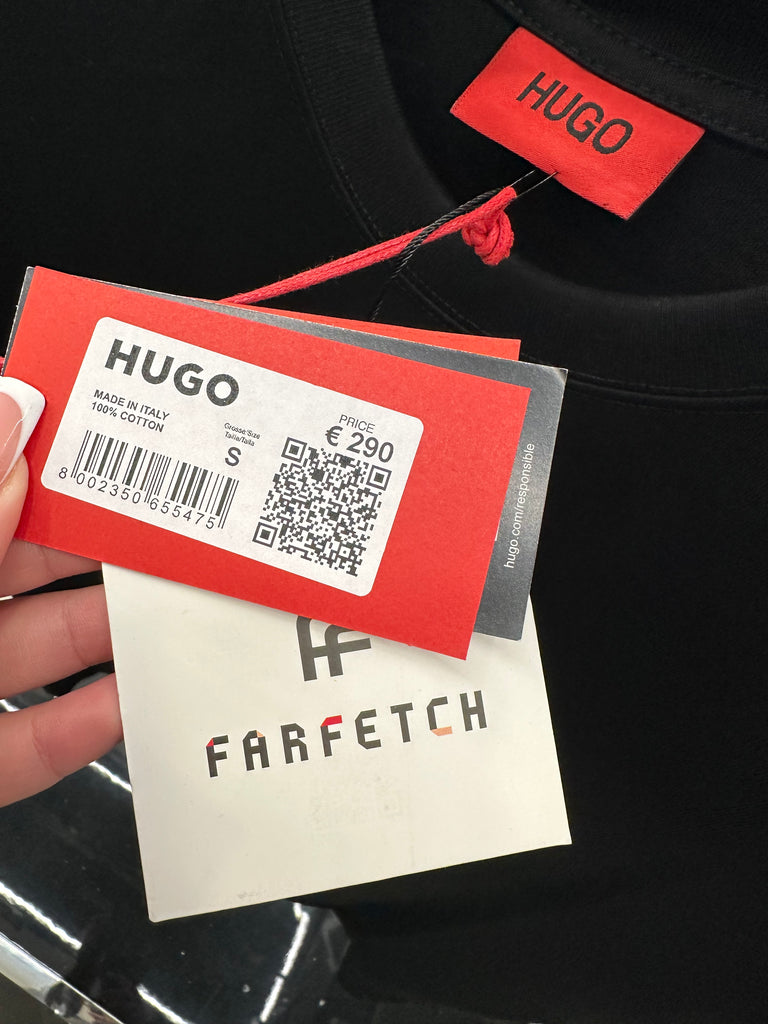 HUGO
HUGO
MADE IN ITALY
100% COTTON
Grosse/Size
Taille/Talla
S
PRICE
€ 290
8 002350 655475
hugo.com/responsible
FARFETCH